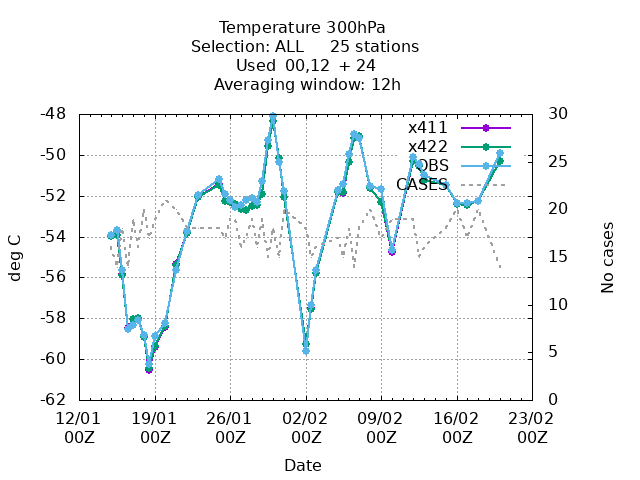 Temperature 300hPa
Selection: ALL 25 stations
Used 00,12 + 24
Averaging window: 12h
-48
-50
-52
-54
-56
-58
-60
-62
30
25
20
15
10
5
0
x411
x422
OBS
CASES
deg C
No cases
12/01 19/01 26/01 02/02 09/02 16/02 23/02
00Z 00Z 00Z 00Z 00Z 00Z 00Z
Date